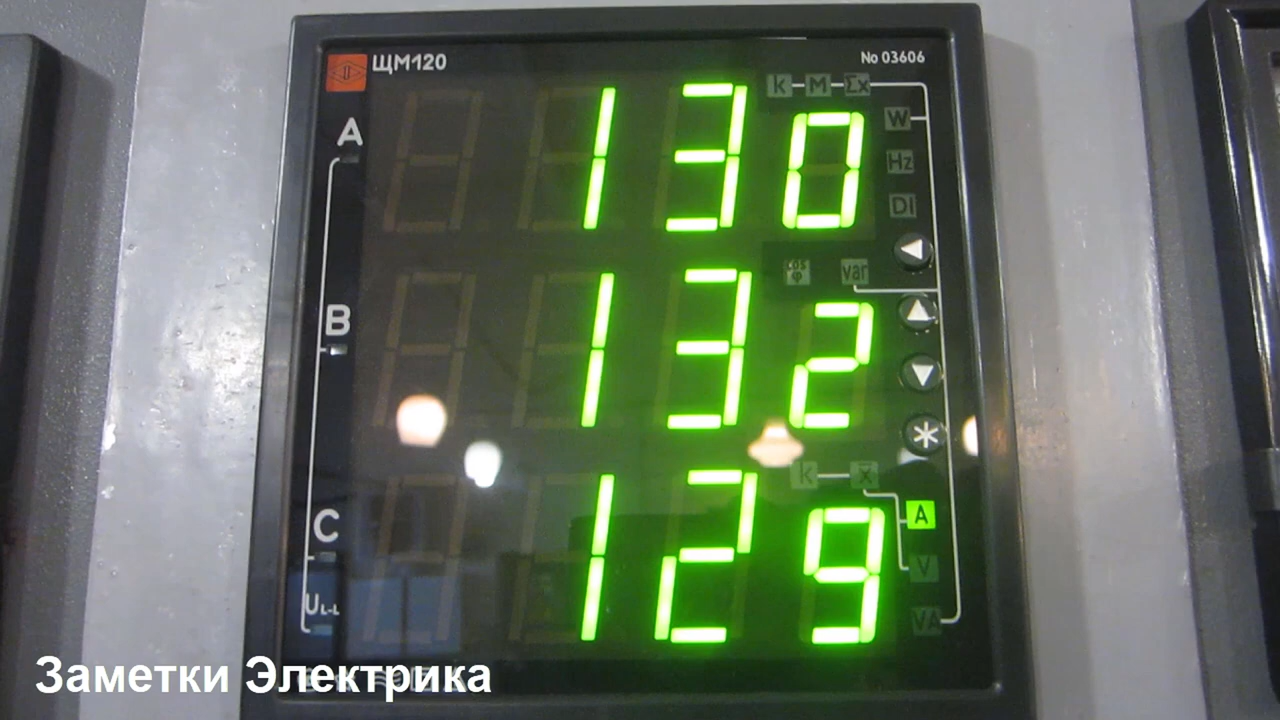 ЩМ120
№ 03606
k M Σx
A
130
W
Hz
DI
cos φ var
B
132
k x̄
C
129
A
V
VA
UL-L
Заметки Электрика